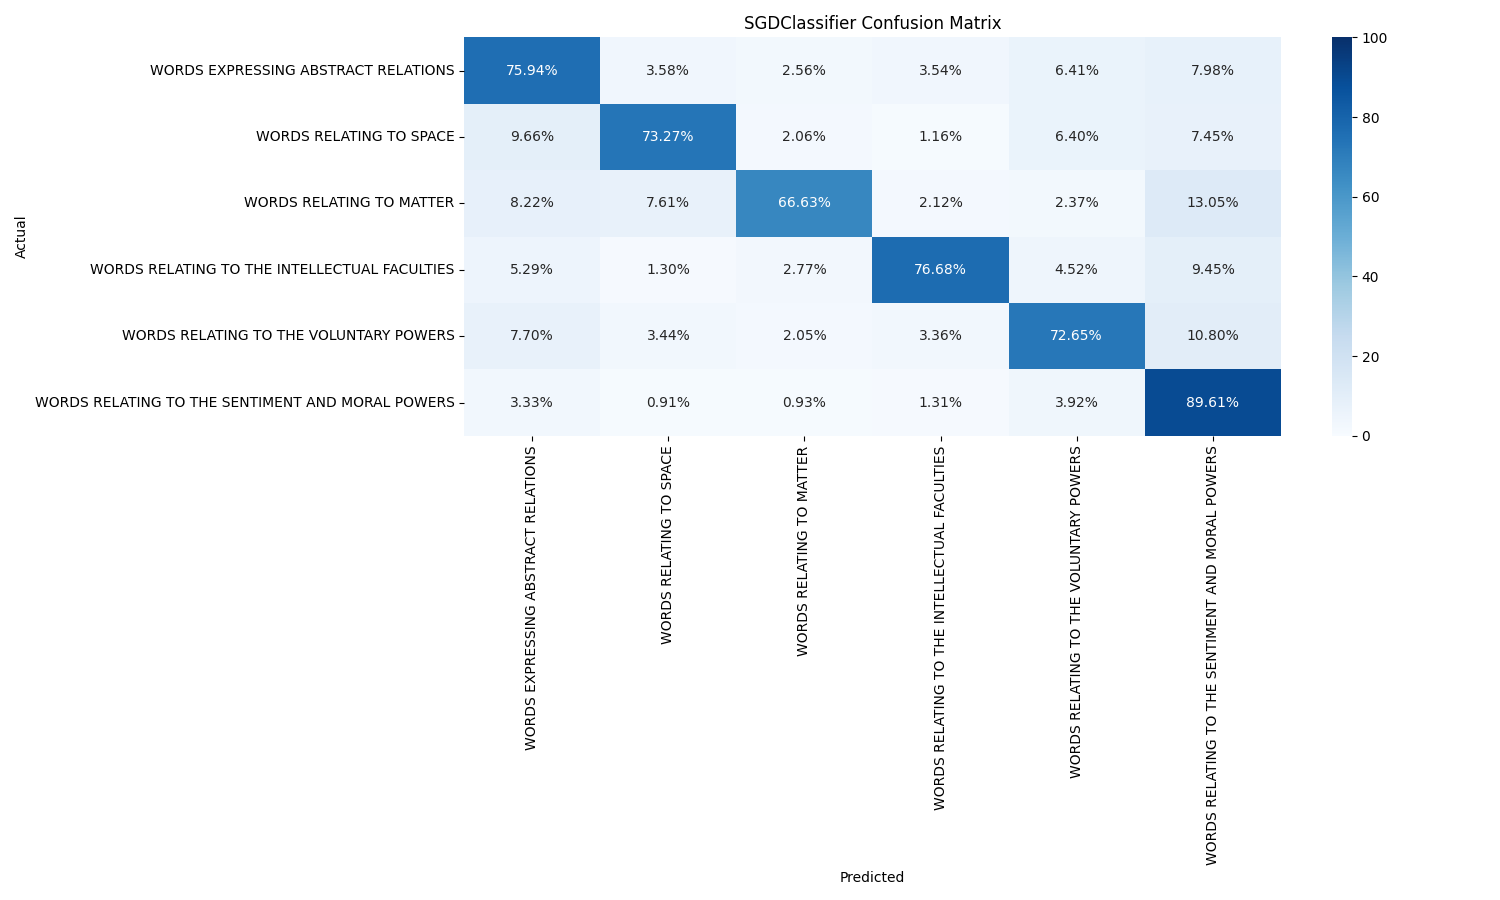 SGDClassifier Confusion Matrix
WORDS EXPRESSING ABSTRACT RELATIONS 75.94% 3.58% 2.56% 3.54% 6.41% 7.98%
WORDS RELATING TO SPACE 9.66% 73.27% 2.06% 1.16% 6.40% 7.45%
WORDS RELATING TO MATTER 8.22% 7.61% 66.63% 2.12% 2.37% 13.05%
WORDS RELATING TO THE INTELLECTUAL FACULTIES 5.29% 1.30% 2.77% 76.68% 4.52% 9.45%
WORDS RELATING TO THE VOLUNTARY POWERS 7.70% 3.44% 2.05% 3.36% 72.65% 10.80%
WORDS RELATING TO THE SENTIMENT AND MORAL POWERS 3.33% 0.91% 0.93% 1.31% 3.92% 89.61%
Actual
WORDS EXPRESSING ABSTRACT RELATIONS
WORDS RELATING TO SPACE
WORDS RELATING TO MATTER
WORDS RELATING TO THE INTELLECTUAL FACULTIES
WORDS RELATING TO THE VOLUNTARY POWERS
WORDS RELATING TO THE SENTIMENT AND MORAL POWERS
Predicted
100
80
60
40
20
0